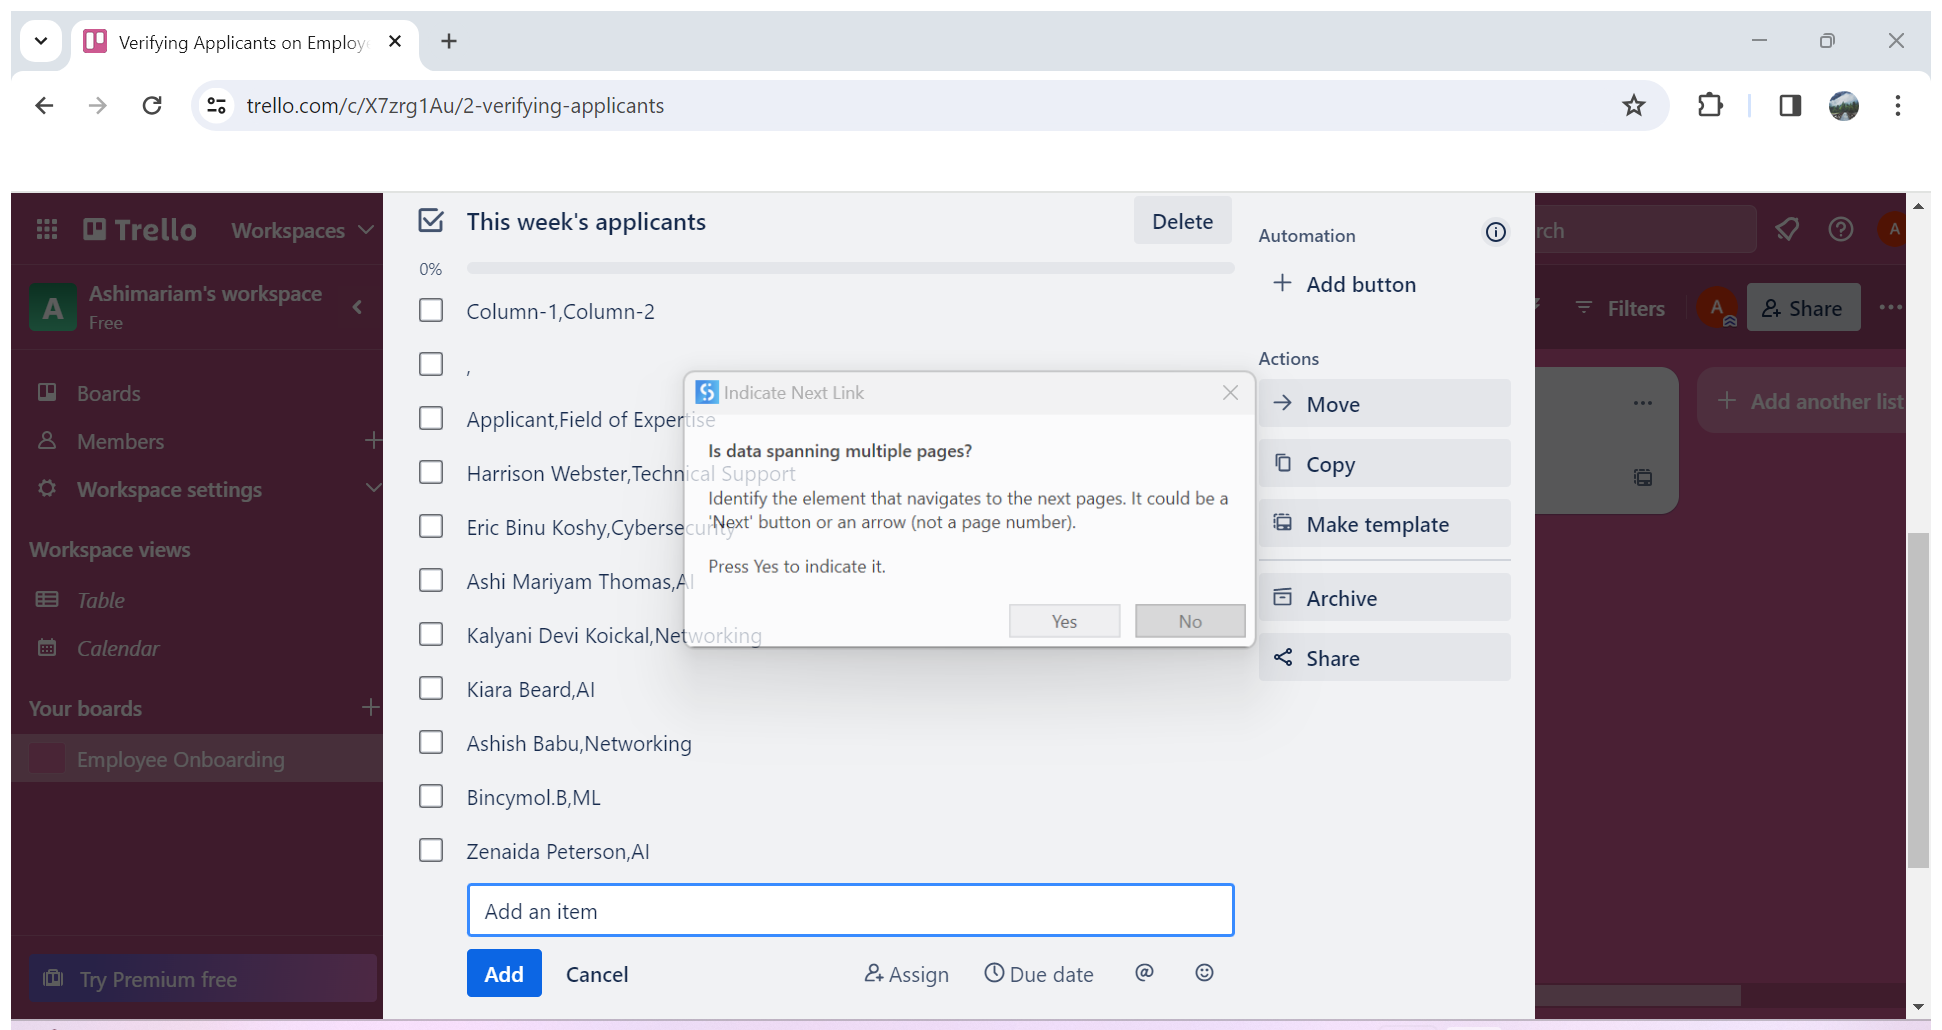 Verifying Applicants on Employe
trello.com/c/X7zrg1Au/2-verifying-applicants
Trello
Workspaces
rch
A
A
Ashimariam's workspace
Free
Filters
A
Share
Boards
Members
Workspace settings
Workspace views
Table
Calendar
Your boards
Employee Onboarding
Try Premium free
This week's applicants
Delete
0%
Column-1,Column-2
,
Applicant,Field of Expertise
Harrison Webster,Technical Support
Eric Binu Koshy,Cybersecurity
Ashi Mariyam Thomas,AI
Kalyani Devi Koickal,Networking
Kiara Beard,AI
Ashish Babu,Networking
Bincymol.B,ML
Zenaida Peterson,AI
Add an item
Add
Cancel
Assign
Due date
@
Indicate Next Link
Is data spanning multiple pages?
Identify the element that navigates to the next pages. It could be a
'Next' button or an arrow (not a page number).
Press Yes to indicate it.
Yes
No
Automation
Add button
Actions
Move
Copy
Make template
Archive
Share
Add another list